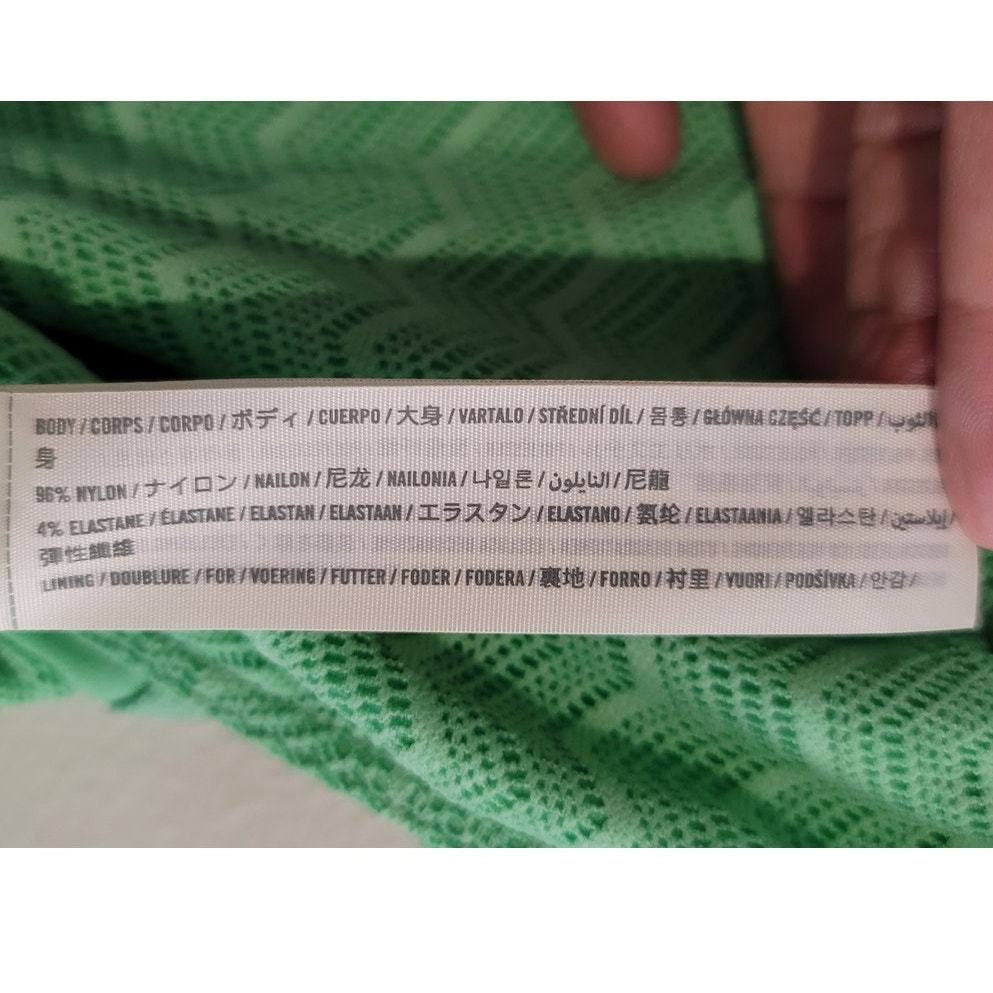 BODY / CORPS / CORPO / ボディ / CUERPO / 大身 / VARTALO / STŘEDNÍ DÍL / 몸통 / GŁÓWNA CZĘŚĆ / TOPP / الثوب
身
96% NYLON / ナイロン / NAILON / 尼龙 / NAILONIA / 나일론 / النايلون / 尼龍
4% ELASTANE / ÉLASTANE / ELASTAN / ELASTAAN / エラスタン / ELASTANO / 氨纶 / ELASTAANIA / 엘라스탄 / إيلاستين /
彈性纖維
LINING / DOUBLURE / FOR / VOERING / FUTTER / FODER / FODERA / 裏地 / FORRO / 衬里 / VUORI / PODŠÍVKA / 안감 /